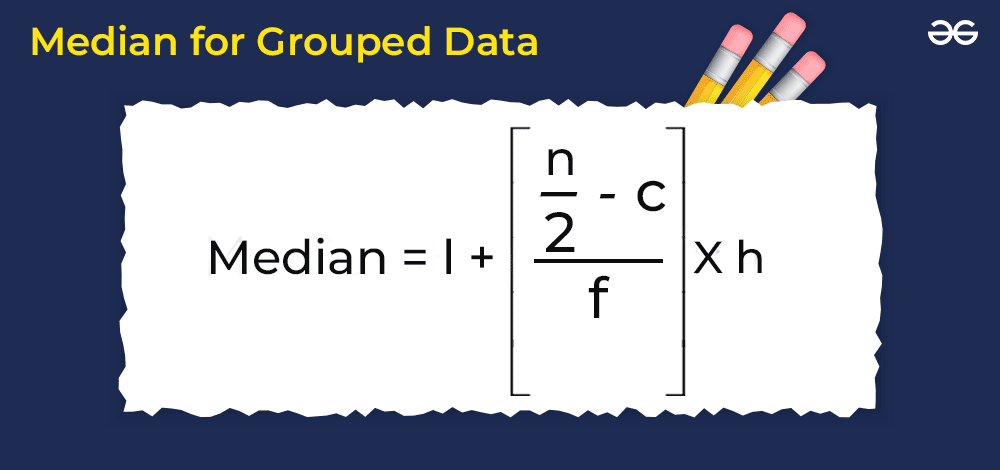 Median for Grouped Data
Median = l + [ (n/2 - c) / f ] X h